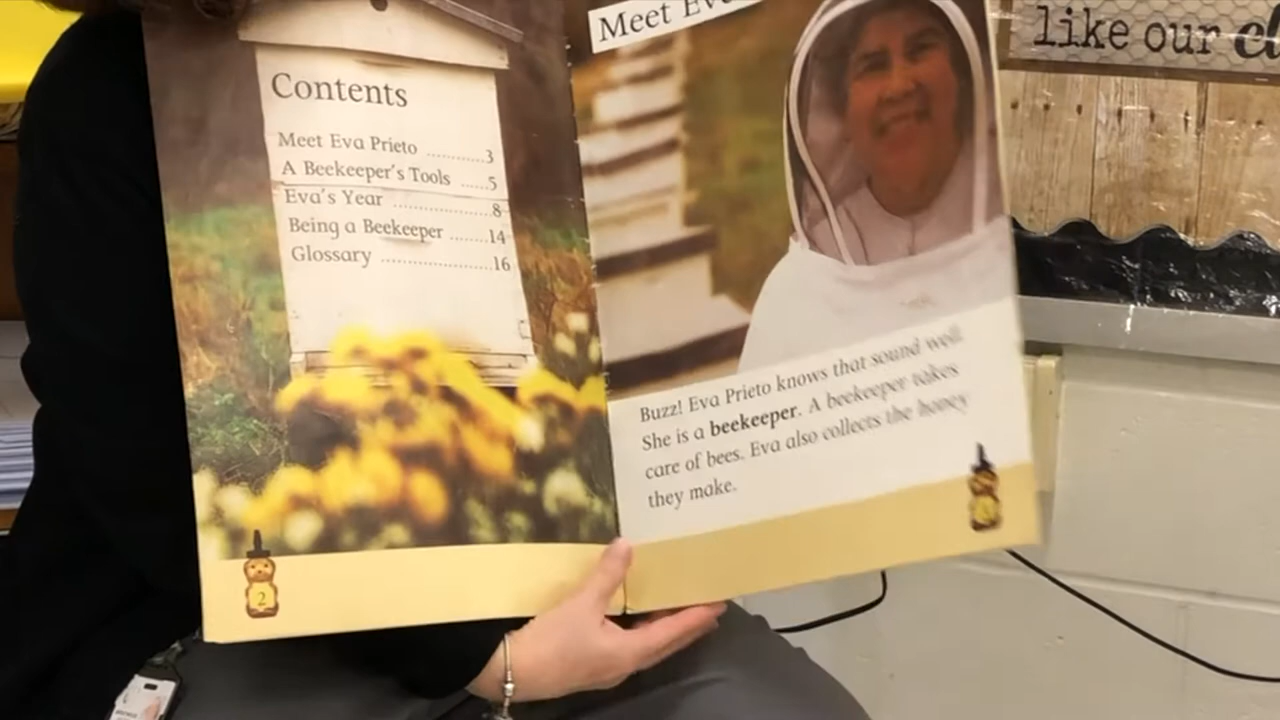 Contents
Meet Eva Prieto ............3
A Beekeeper's Tools ......5
Eva's Year ......................8
Being a Beekeeper ........14
Glossary ........................16
2
Meet Eva
Buzz! Eva Prieto knows that sound well.
She is a beekeeper. A beekeeper takes
care of bees. Eva also collects the honey
they make.
like our